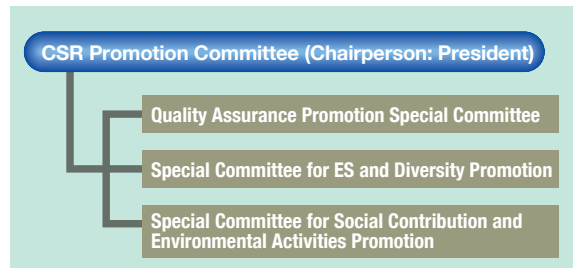 CSR Promotion Committee (Chairperson: President)
Quality Assurance Promotion Special Committee
Special Committee for ES and Diversity Promotion
Special Committee for Social Contribution and
Environmental Activities Promotion